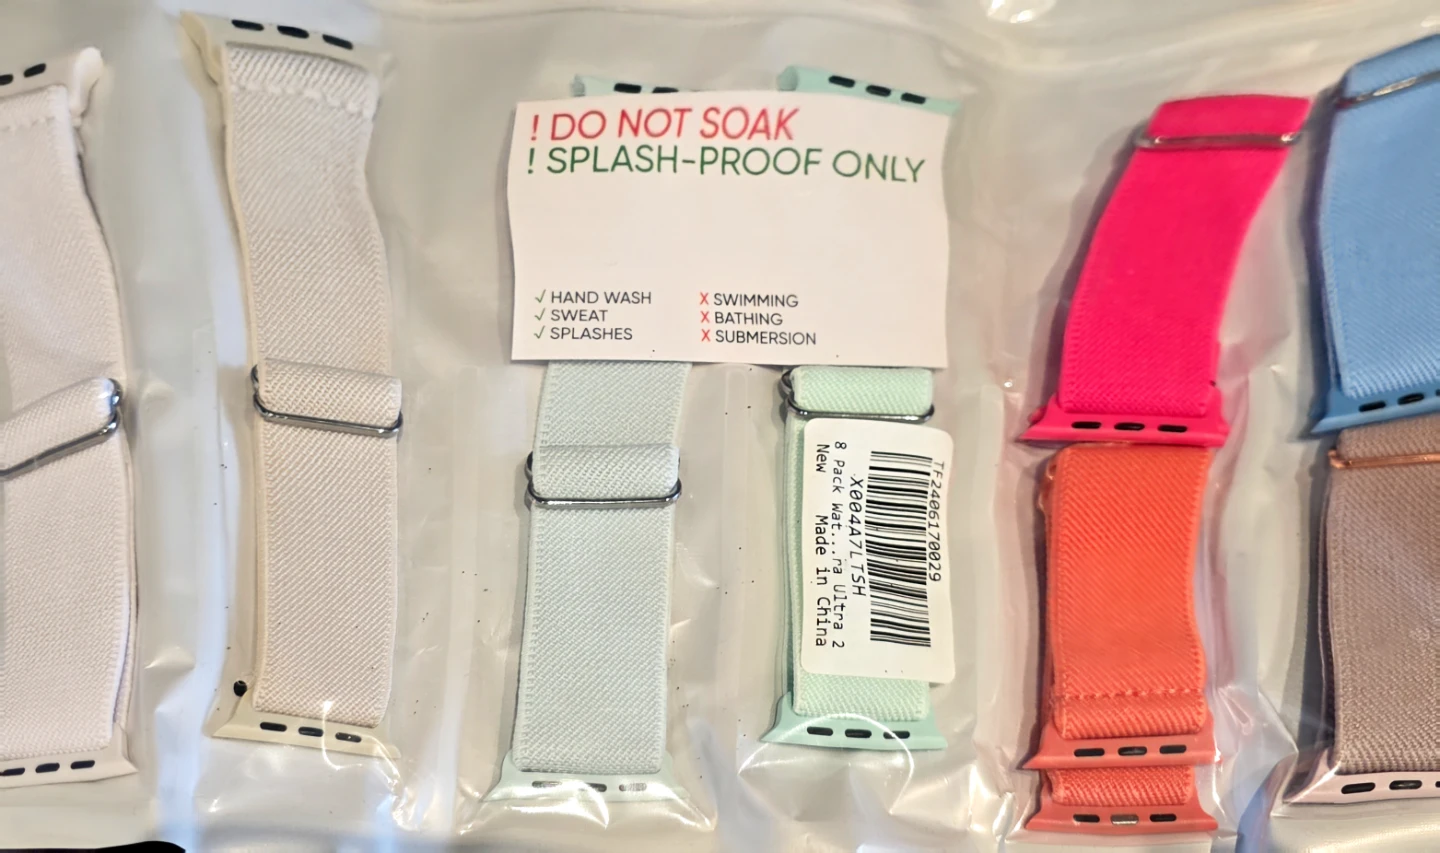 ! DO NOT SOAK
! SPLASH-PROOF ONLY
√ HAND WASH
√ SWEAT
√ SPLASHES
X SWIMMING
X BATHING
X SUBMERSION
TF2406170029
X004A7LTSH
8 Pack Wat...ra Ultra 2
New Made in China